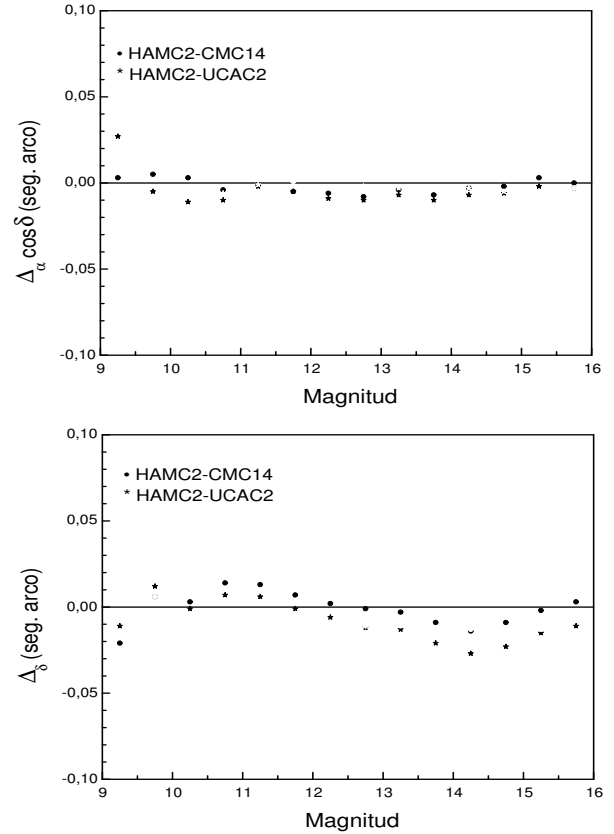 0,10
HAMC2-CMC14
HAMC2-UCAC2
0,05
0,00
-0,05
-0,10
Δα cosδ (seg. arco)
9 10 11 12 13 14 15 16
Magnitud
0,10
HAMC2-CMC14
HAMC2-UCAC2
0,05
0,00
-0,05
-0,10
Δδ (seg. arco)
9 10 11 12 13 14 15 16
Magnitud